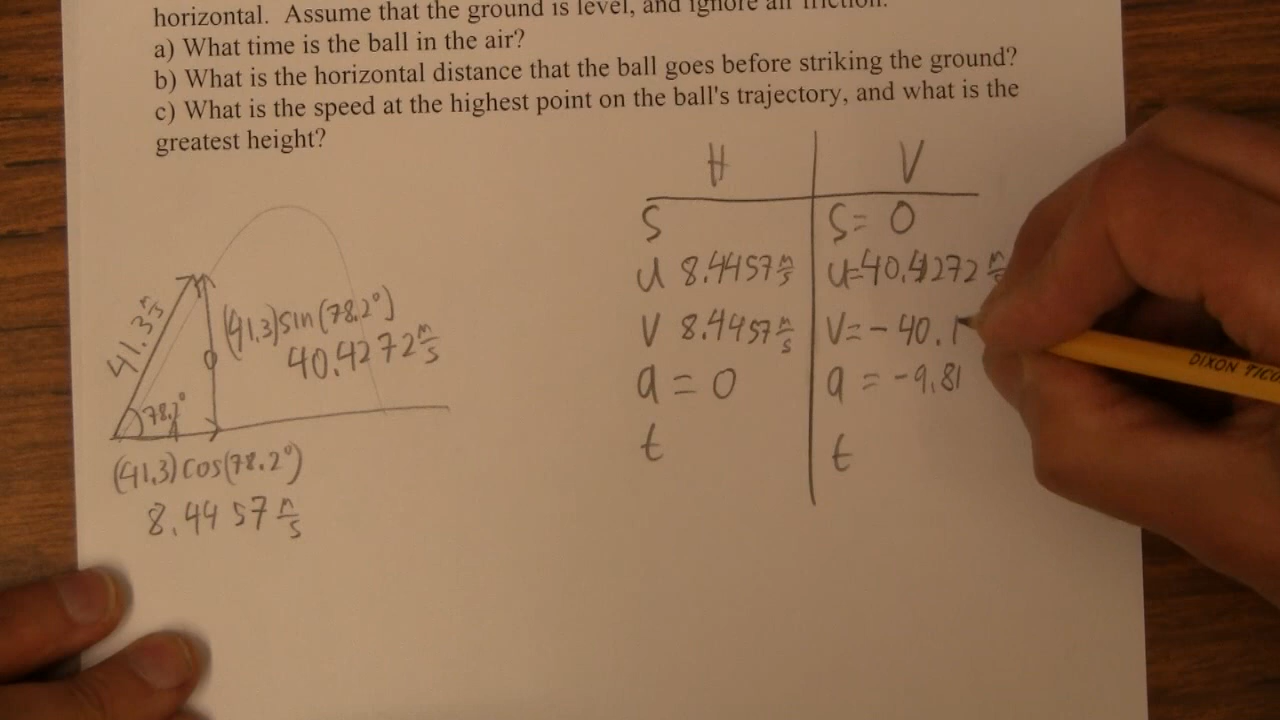 horizontal. Assume that the ground is level, and ignore air friction.
a) What time is the ball in the air?
b) What is the horizontal distance that the ball goes before striking the ground?
c) What is the speed at the highest point on the ball's trajectory, and what is the
greatest height?
H V
S S= 0
u 8.4457 m/s u=40.4272 m/s
V 8.4457 m/s V= - 40.
a = 0 a = -9.81
t t
41.3 m/s
(41.3)sin(78.2°)
40.4272 m/s
78.2°
(41.3)cos(78.2°)
8.4457 m/s
DIXON TICO